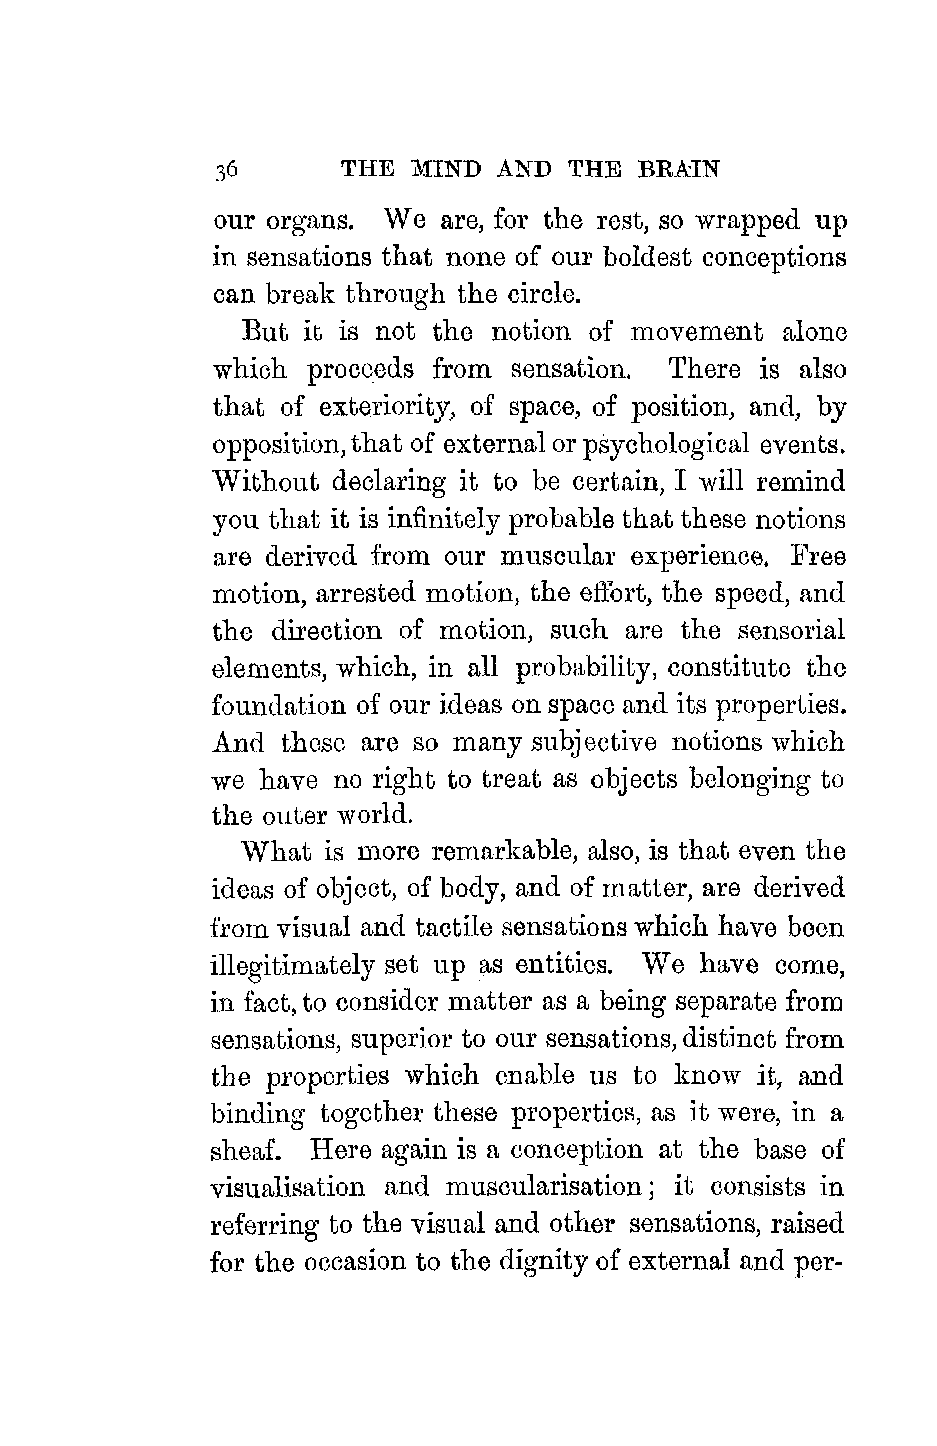 36 THE MIND AND THE BRAIN
our organs. We are, for the rest, so wrapped up
in sensations that none of our boldest conceptions
can break through the circle.
But it is not the notion of movement alone
which proceeds from sensation. There is also
that of exteriority, of space, of position, and, by
opposition, that of external or psychological events.
Without declaring it to be certain, I will remind
you that it is infinitely probable that these notions
are derived from our muscular experience. Free
motion, arrested motion, the effort, the speed, and
the direction of motion, such are the sensorial
elements, which, in all probability, constitute the
foundation of our ideas on space and its properties.
And these are so many subjective notions which
we have no right to treat as objects belonging to
the outer world.
What is more remarkable, also, is that even the
ideas of object, of body, and of matter, are derived
from visual and tactile sensations which have been
illegitimately set up as entities. We have come,
in fact, to consider matter as a being separate from
sensations, superior to our sensations, distinct from
the properties which enable us to know it, and
binding together these properties, as it were, in a
sheaf. Here again is a conception at the base of
visualisation and muscularisation; it consists in
referring to the visual and other sensations, raised
for the occasion to the dignity of external and per-